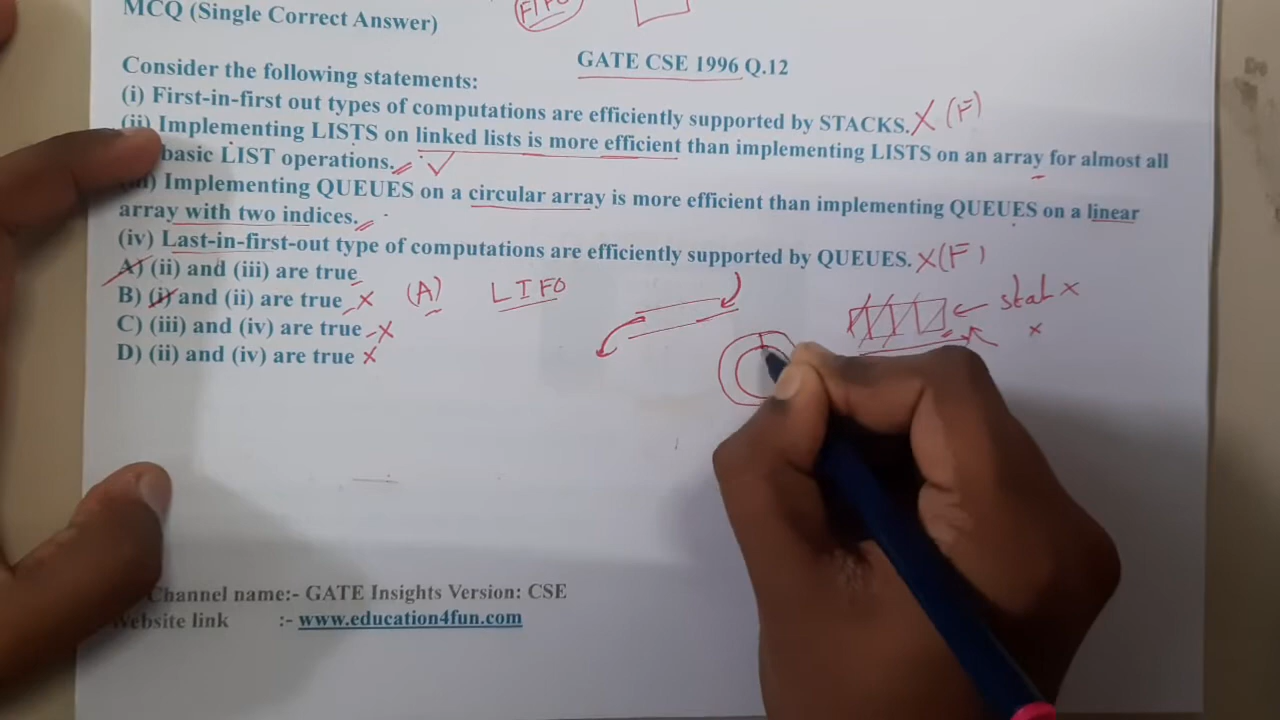 FIFO
MCQ (Single Correct Answer)
GATE CSE 1996 Q.12
Consider the following statements:
(i) First-in-first out types of computations are efficiently supported by STACKS. X (F)
(ii) Implementing LISTS on linked lists is more efficient than implementing LISTS on an array for almost all
basic LIST operations. ✓
) Implementing QUEUES on a circular array is more efficient than implementing QUEUES on a linear
array with two indices.
(iv) Last-in-first-out type of computations are efficiently supported by QUEUES. X (F)
A) (ii) and (iii) are true
B) (i) and (ii) are true X (A) LIFO
C) (iii) and (iv) are true X
D) (ii) and (iv) are true X
Channel name:- GATE Insights Version: CSE
Website link :- www.education4fun.com